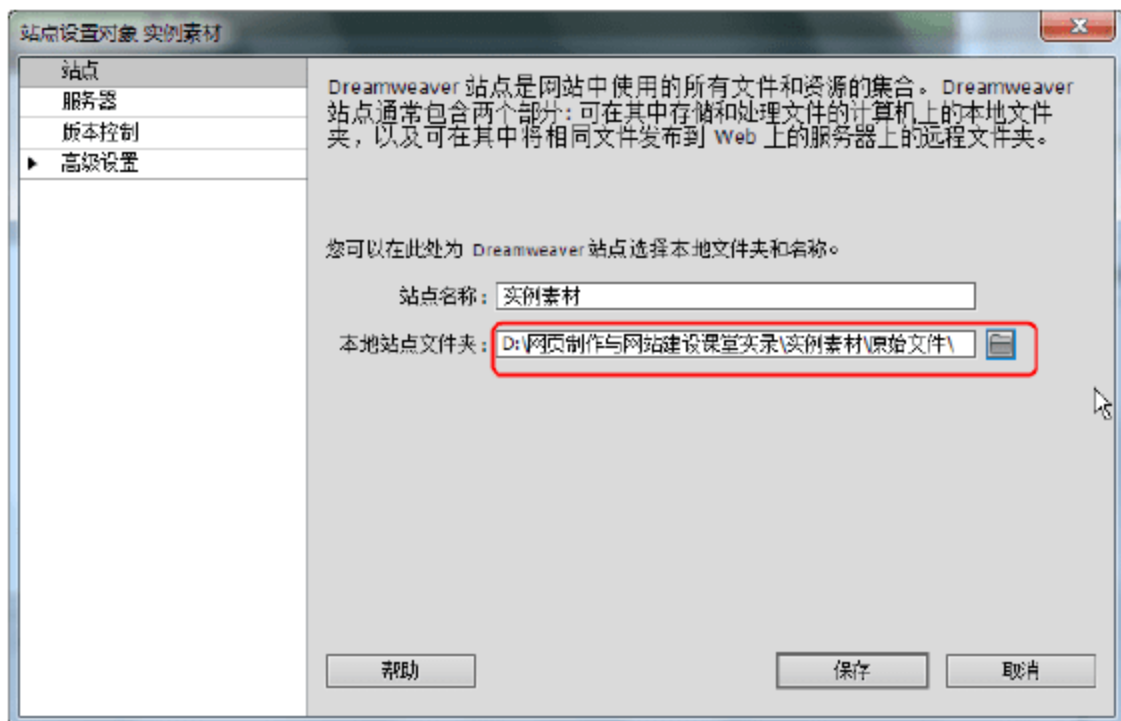 站点设置对象 实例素材
站点
服务器
版本控制
高级设置
Dreamweaver 站点是网站中使用的所有文件和资源的集合。Dreamweaver
站点通常包含两个部分：可在其中存储和处理文件的计算机上的本地文件
夹，以及可在其中将相同文件发布到 Web 上的服务器上的远程文件夹。
您可以在此处为 Dreamweaver 站点选择本地文件夹和名称。
站点名称： 实例素材
本地站点文件夹： D:\网页制作与网站建设课堂实录\实例素材\原始文件\
帮助 保存 取消